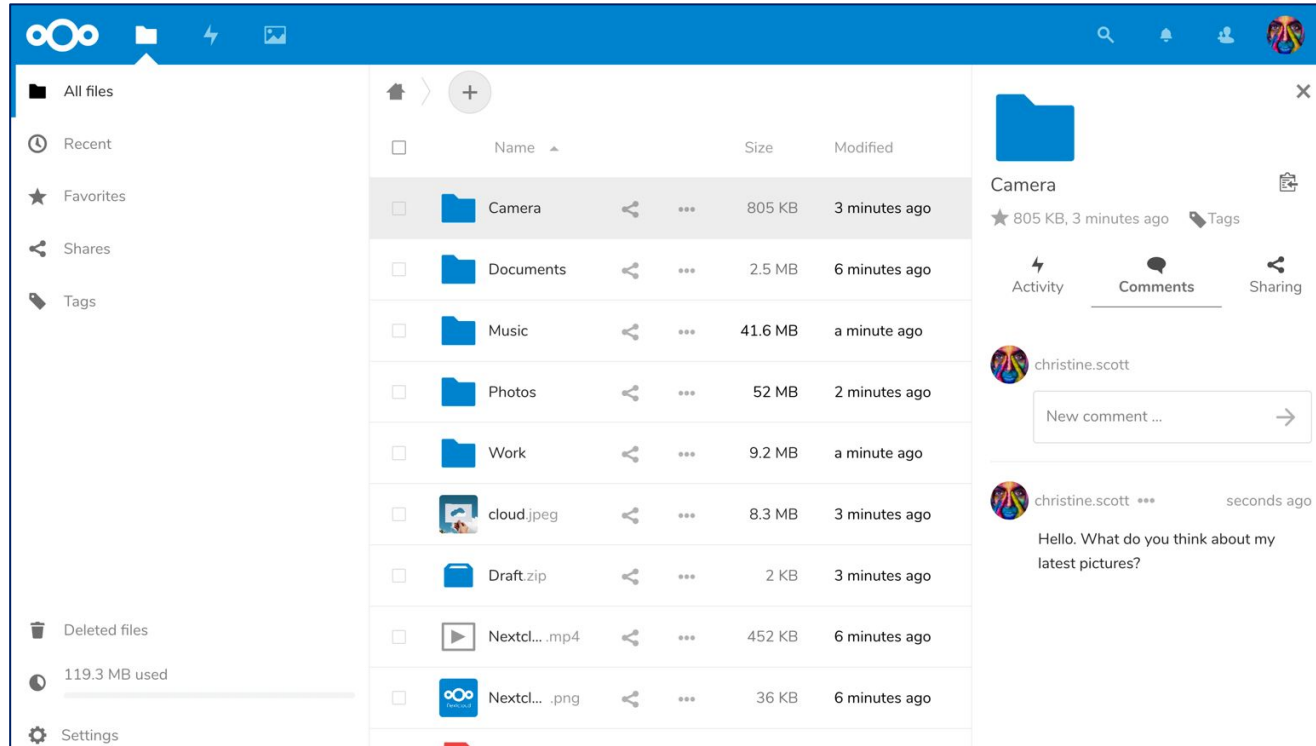 All files
Recent
Favorites
Shares
Tags
Deleted files
119.3 MB used
Settings
+
Name Size Modified
Camera 805 KB 3 minutes ago
Documents 2.5 MB 6 minutes ago
Music 41.6 MB a minute ago
Photos 52 MB 2 minutes ago
Work 9.2 MB a minute ago
cloud.jpeg 8.3 MB 3 minutes ago
Draft.zip 2 KB 3 minutes ago
Nextcl... .mp4 452 KB 6 minutes ago
Nextcl... .png 36 KB 6 minutes ago
Camera
805 KB, 3 minutes ago Tags
Activity Comments Sharing
christine.scott
New comment ...
christine.scott seconds ago
Hello. What do you think about my
latest pictures?